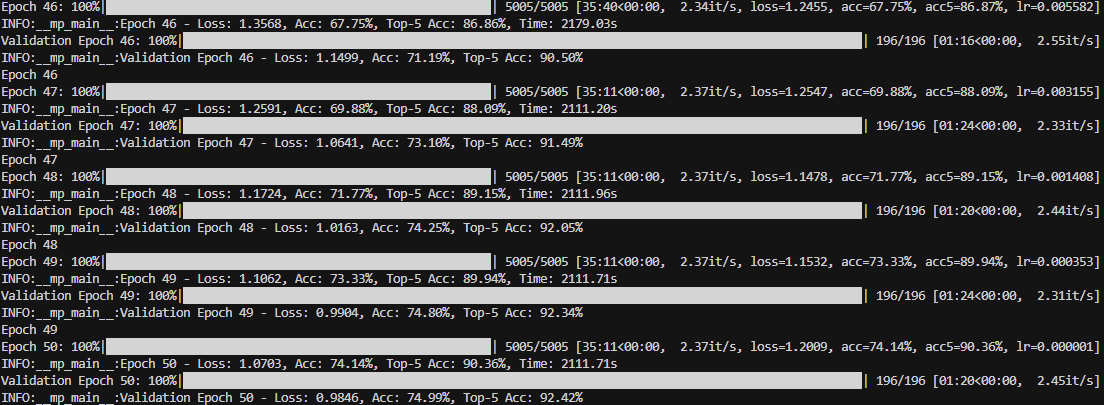 Epoch 46: 100%|██████████| 5005/5005 [35:40<00:00,  2.34it/s, loss=1.2455, acc=67.75%, acc5=86.87%, lr=0.005582]
INFO:__mp_main__:Epoch 46 - Loss: 1.3568, Acc: 67.75%, Top-5 Acc: 86.86%, Time: 2179.03s
Validation Epoch 46: 100%|██████████| 196/196 [01:16<00:00,  2.55it/s]
INFO:__mp_main__:Validation Epoch 46 - Loss: 1.1499, Acc: 71.19%, Top-5 Acc: 90.50%
Epoch 46
Epoch 47: 100%|██████████| 5005/5005 [35:11<00:00,  2.37it/s, loss=1.2547, acc=69.88%, acc5=88.09%, lr=0.003155]
INFO:__mp_main__:Epoch 47 - Loss: 1.2591, Acc: 69.88%, Top-5 Acc: 88.09%, Time: 2111.20s
Validation Epoch 47: 100%|██████████| 196/196 [01:24<00:00,  2.33it/s]
INFO:__mp_main__:Validation Epoch 47 - Loss: 1.0641, Acc: 73.10%, Top-5 Acc: 91.49%
Epoch 47
Epoch 48: 100%|██████████| 5005/5005 [35:11<00:00,  2.37it/s, loss=1.1478, acc=71.77%, acc5=89.15%, lr=0.001408]
INFO:__mp_main__:Epoch 48 - Loss: 1.1724, Acc: 71.77%, Top-5 Acc: 89.15%, Time: 2111.96s
Validation Epoch 48: 100%|██████████| 196/196 [01:20<00:00,  2.44it/s]
INFO:__mp_main__:Validation Epoch 48 - Loss: 1.0163, Acc: 74.25%, Top-5 Acc: 92.05%
Epoch 48
Epoch 49: 100%|██████████| 5005/5005 [35:11<00:00,  2.37it/s, loss=1.1532, acc=73.33%, acc5=89.94%, lr=0.000353]
INFO:__mp_main__:Epoch 49 - Loss: 1.1062, Acc: 73.33%, Top-5 Acc: 89.94%, Time: 2111.71s
Validation Epoch 49: 100%|██████████| 196/196 [01:24<00:00,  2.31it/s]
INFO:__mp_main__:Validation Epoch 49 - Loss: 0.9904, Acc: 74.80%, Top-5 Acc: 92.34%
Epoch 49
Epoch 50: 100%|██████████| 5005/5005 [35:11<00:00,  2.37it/s, loss=1.2009, acc=74.14%, acc5=90.36%, lr=0.000001]
INFO:__mp_main__:Epoch 50 - Loss: 1.0703, Acc: 74.14%, Top-5 Acc: 90.36%, Time: 2111.71s
Validation Epoch 50: 100%|██████████| 196/196 [01:20<00:00,  2.45it/s]
INFO:__mp_main__:Validation Epoch 50 - Loss: 0.9846, Acc: 74.99%, Top-5 Acc: 92.42%